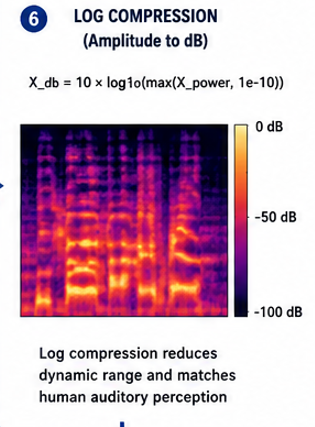 6 LOG COMPRESSION
(Amplitude to dB)
X_db = 10 × log1₀(max(X_power, 1e-10))
0 dB
-50 dB
-100 dB
Log compression reduces
dynamic range and matches
human auditory perception